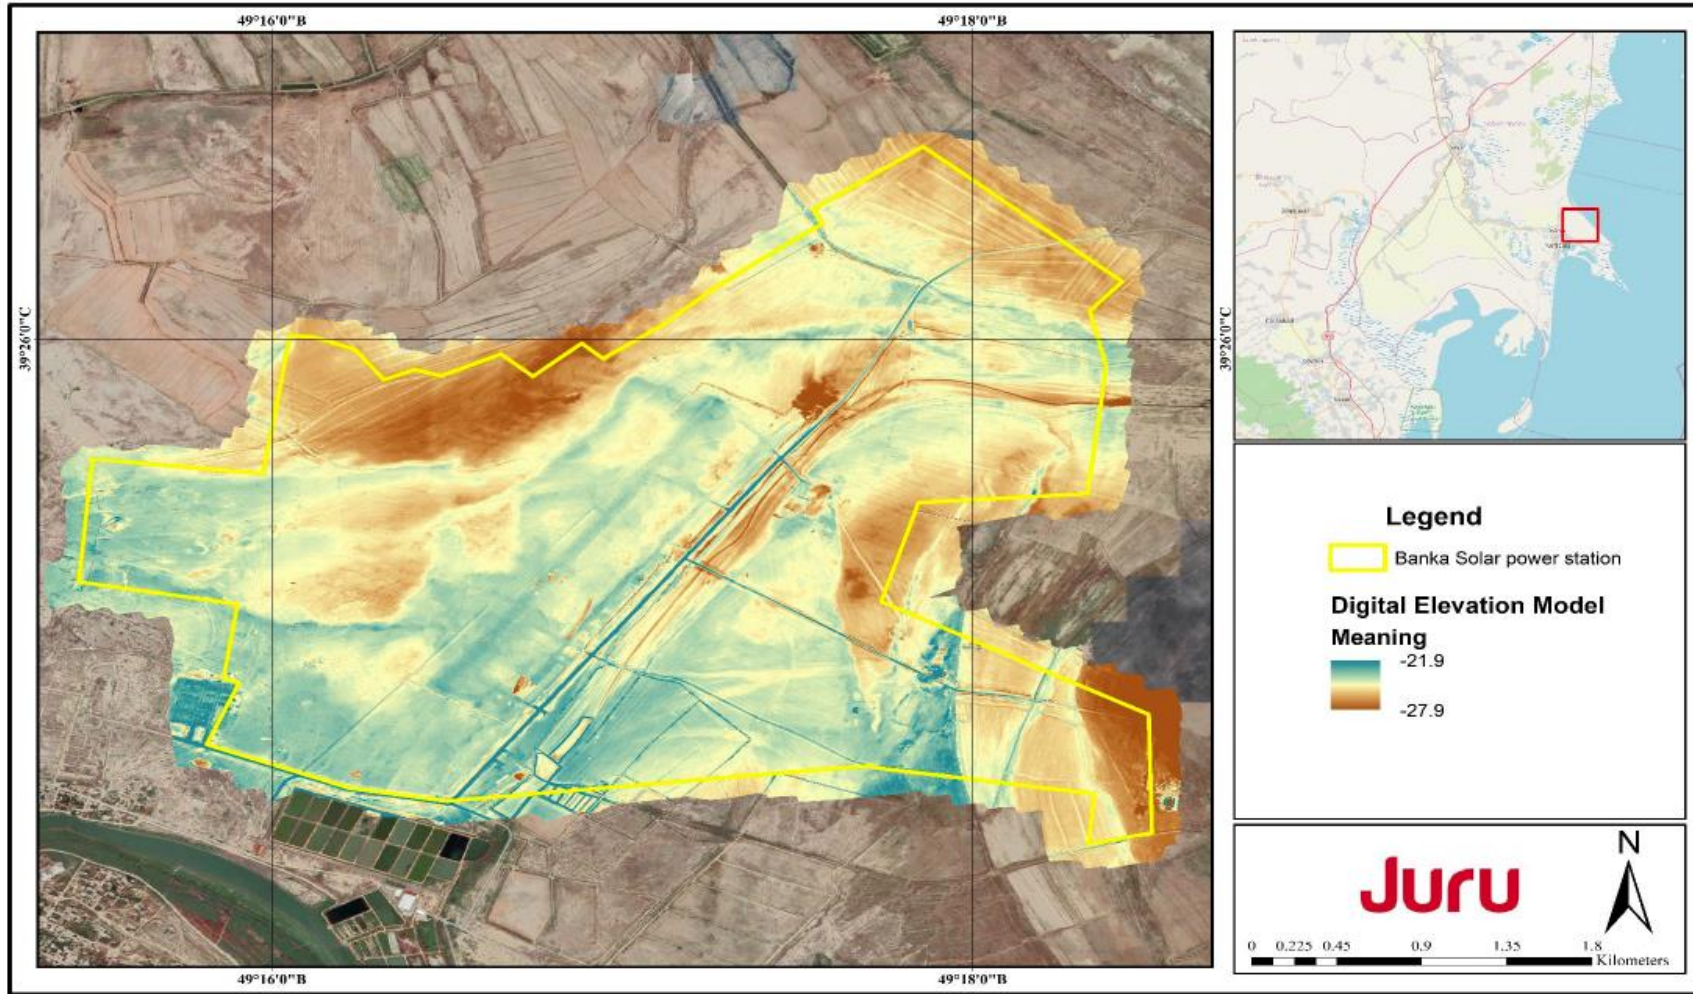 49°16'0"B
49°18'0"B
39°26'0"C
39°26'0"C
49°16'0"B
49°18'0"B
Legend
Banka Solar power station
Digital Elevation Model
Meaning
-21.9
-27.9
Juru
N
0 0.225 0.45 0.9 1.35 1.8
Kilometers